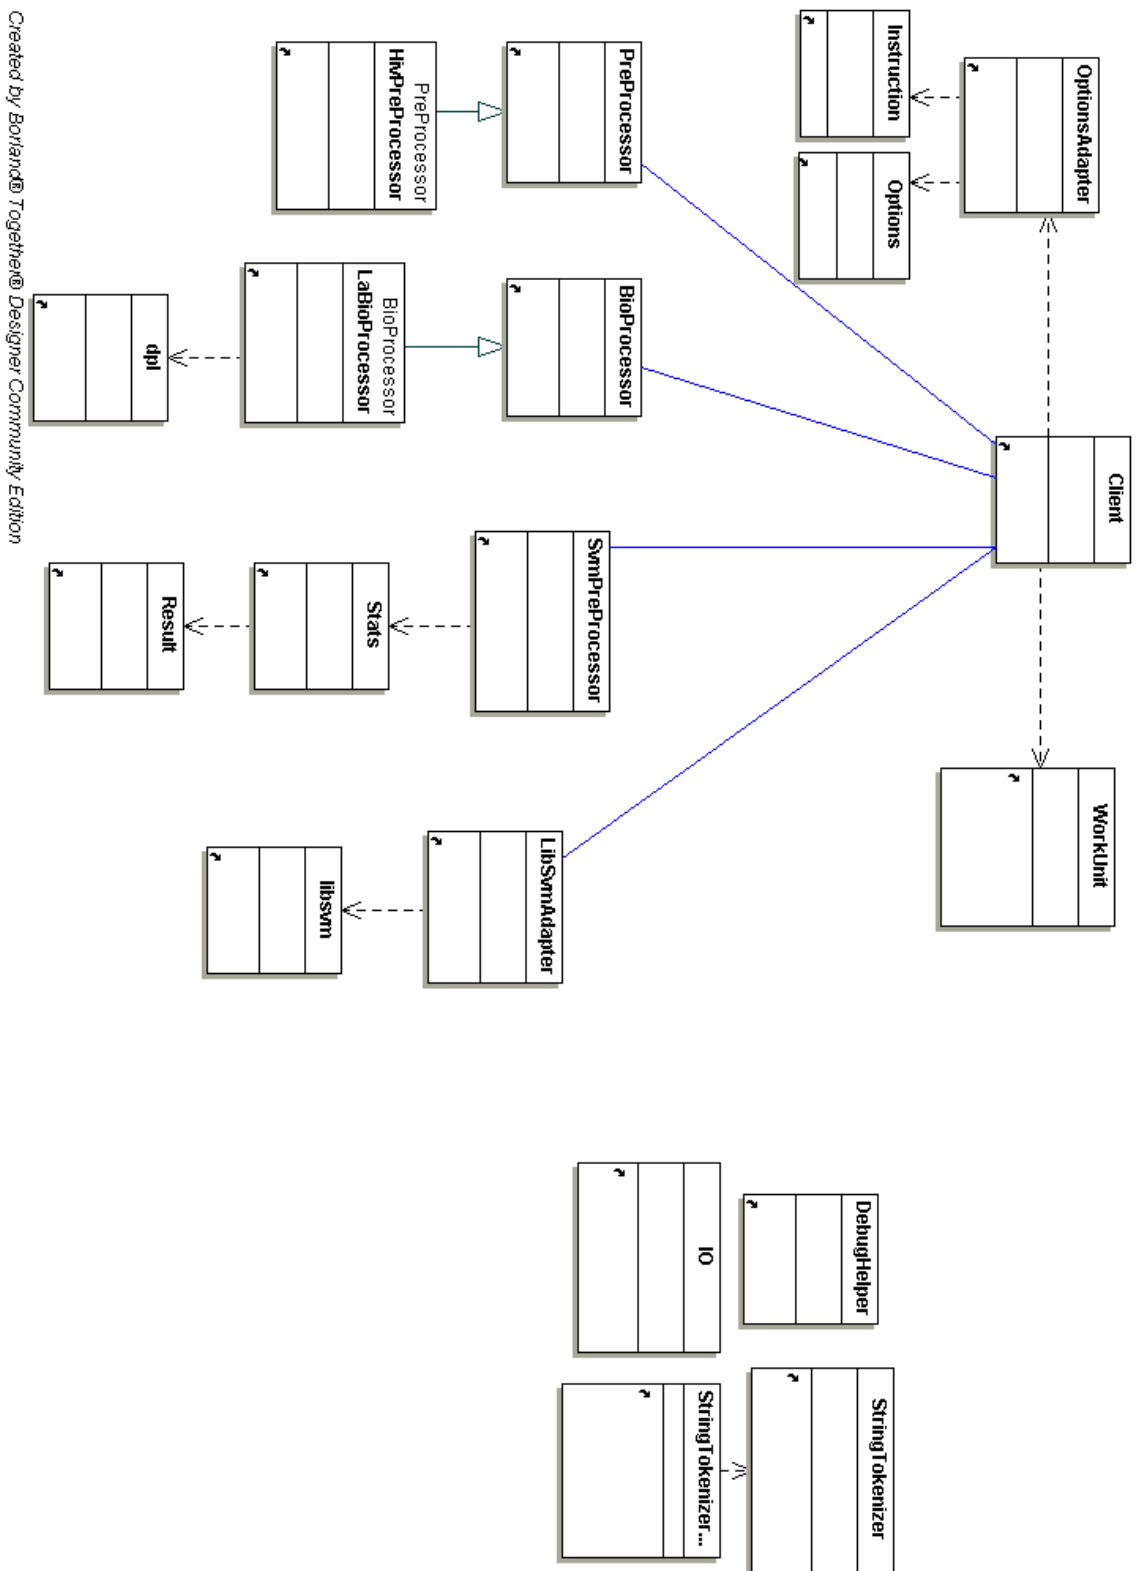 Client
OptionsAdapter
WorkUnit
Instruction
Options
DebugHelper
StringTokenizer
PreProcessor
BioProcessor
SvmPreProcessor
LibSvmAdapter
IO
StringTokenizer...
PreProcessor
HivPreProcessor
BioProcessor
LaBioProcessor
Stats
libsvm
dpl
Result
Created by Borland® Together® Designer Community Edition